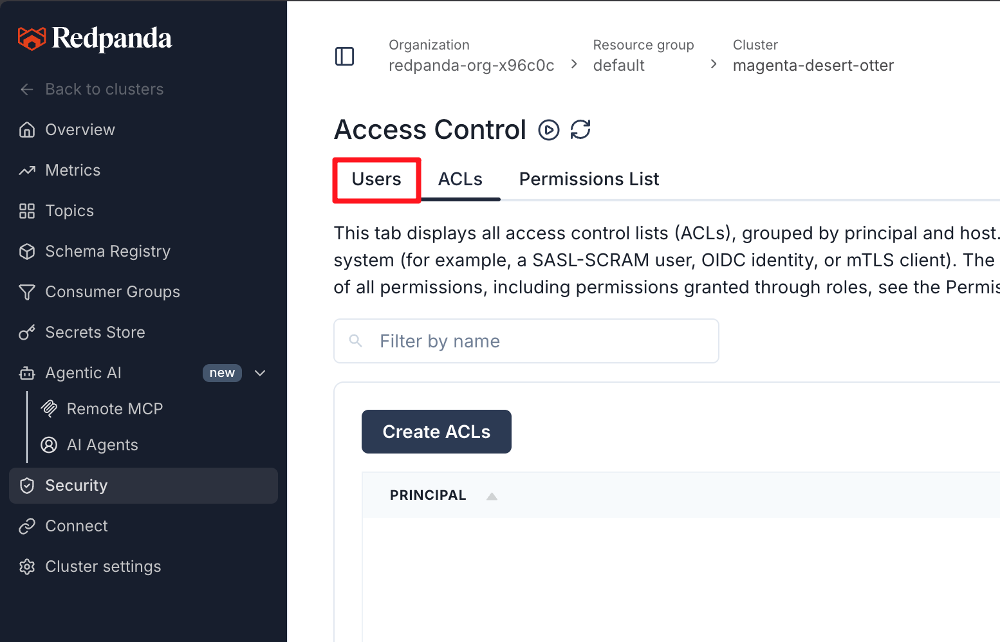 Redpanda
Back to clusters
Overview
Metrics
Topics
Schema Registry
Consumer Groups
Secrets Store
Agentic AI new
Remote MCP
AI Agents
Security
Connect
Cluster settings
Organization
redpanda-org-x96c0c
Resource group
default
Cluster
magenta-desert-otter
Access Control
Users ACLs Permissions List
This tab displays all access control lists (ACLs), grouped by principal and host.
system (for example, a SASL-SCRAM user, OIDC identity, or mTLS client). The
of all permissions, including permissions granted through roles, see the Permis
Filter by name
Create ACLs
PRINCIPAL